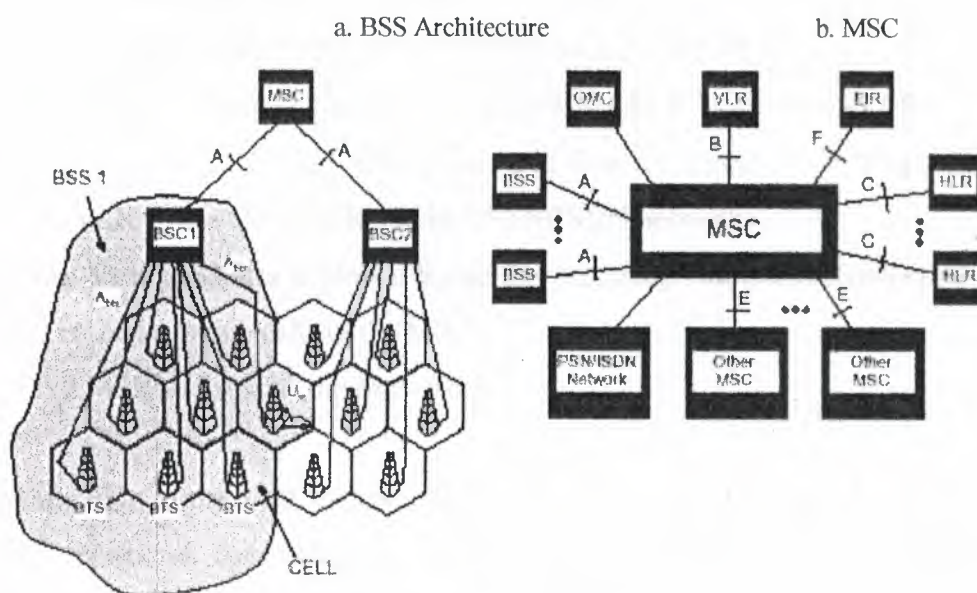 a. BSS Architecture
b. MSC
MSC
A
A
BSS 1
BSC1
BSC2
BTS
BTS
BTS
CELL
OMC
VLR
EIR
B
F
BSS
A
MSC
C
HLR
BSS
A
C
HLR
E
E
PSN/ISDN
Network
Other
MSC
Other
MSC